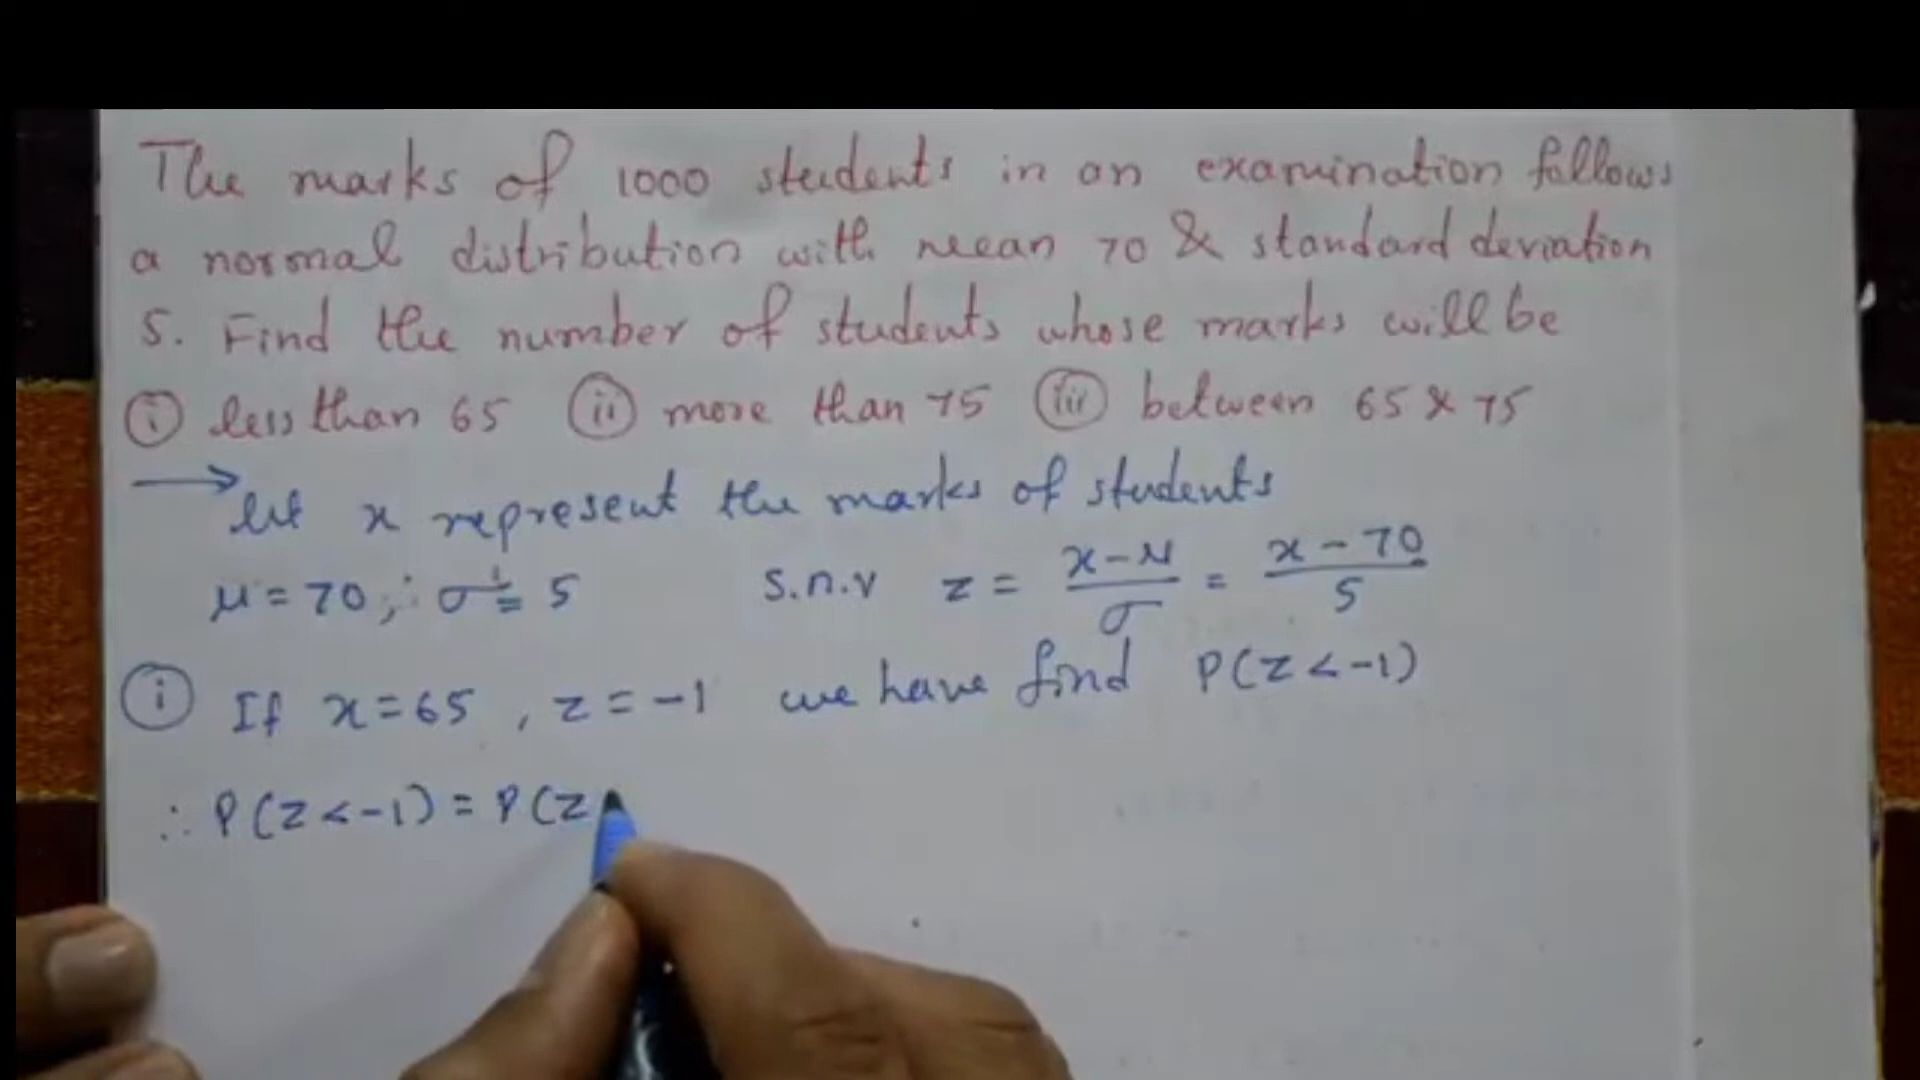 The marks of 1000 students in an examination follows
a normal distribution with mean 70 & standard deviation
5. Find the number of students whose marks will be
(i) less than 65 (ii) more than 75 (iii) between 65 & 75
→ let x represent the marks of students
μ = 70, σ = 5 s.n.v z = (x-μ)/σ = (x-70)/5
(i) If x=65, z=-1 we have find P(z<-1)
∴ P(z<-1) = P(z